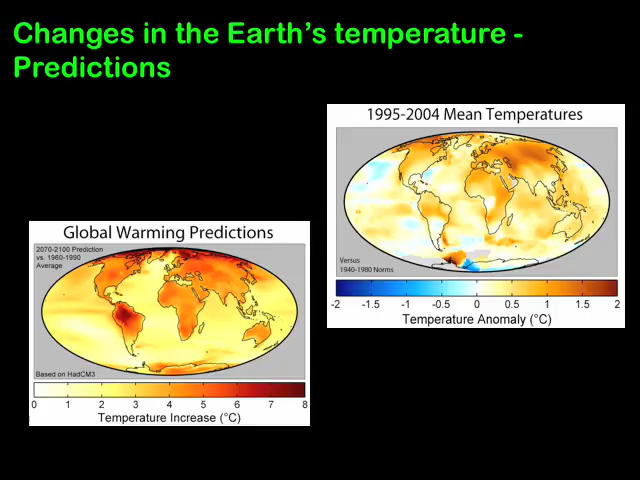 Changes in the Earth's temperature -
Predictions
1995-2004 Mean Temperatures
Versus
1940-1980 Norms
-2 -1.5 -1 -0.5 0 0.5 1 1.5 2
Temperature Anomaly (°C)
Global Warming Predictions
2070-2100 Prediction
vs. 1960-1990
Average
Based on HadCM3
0 1 2 3 4 5 6 7 8
Temperature Increase (°C)